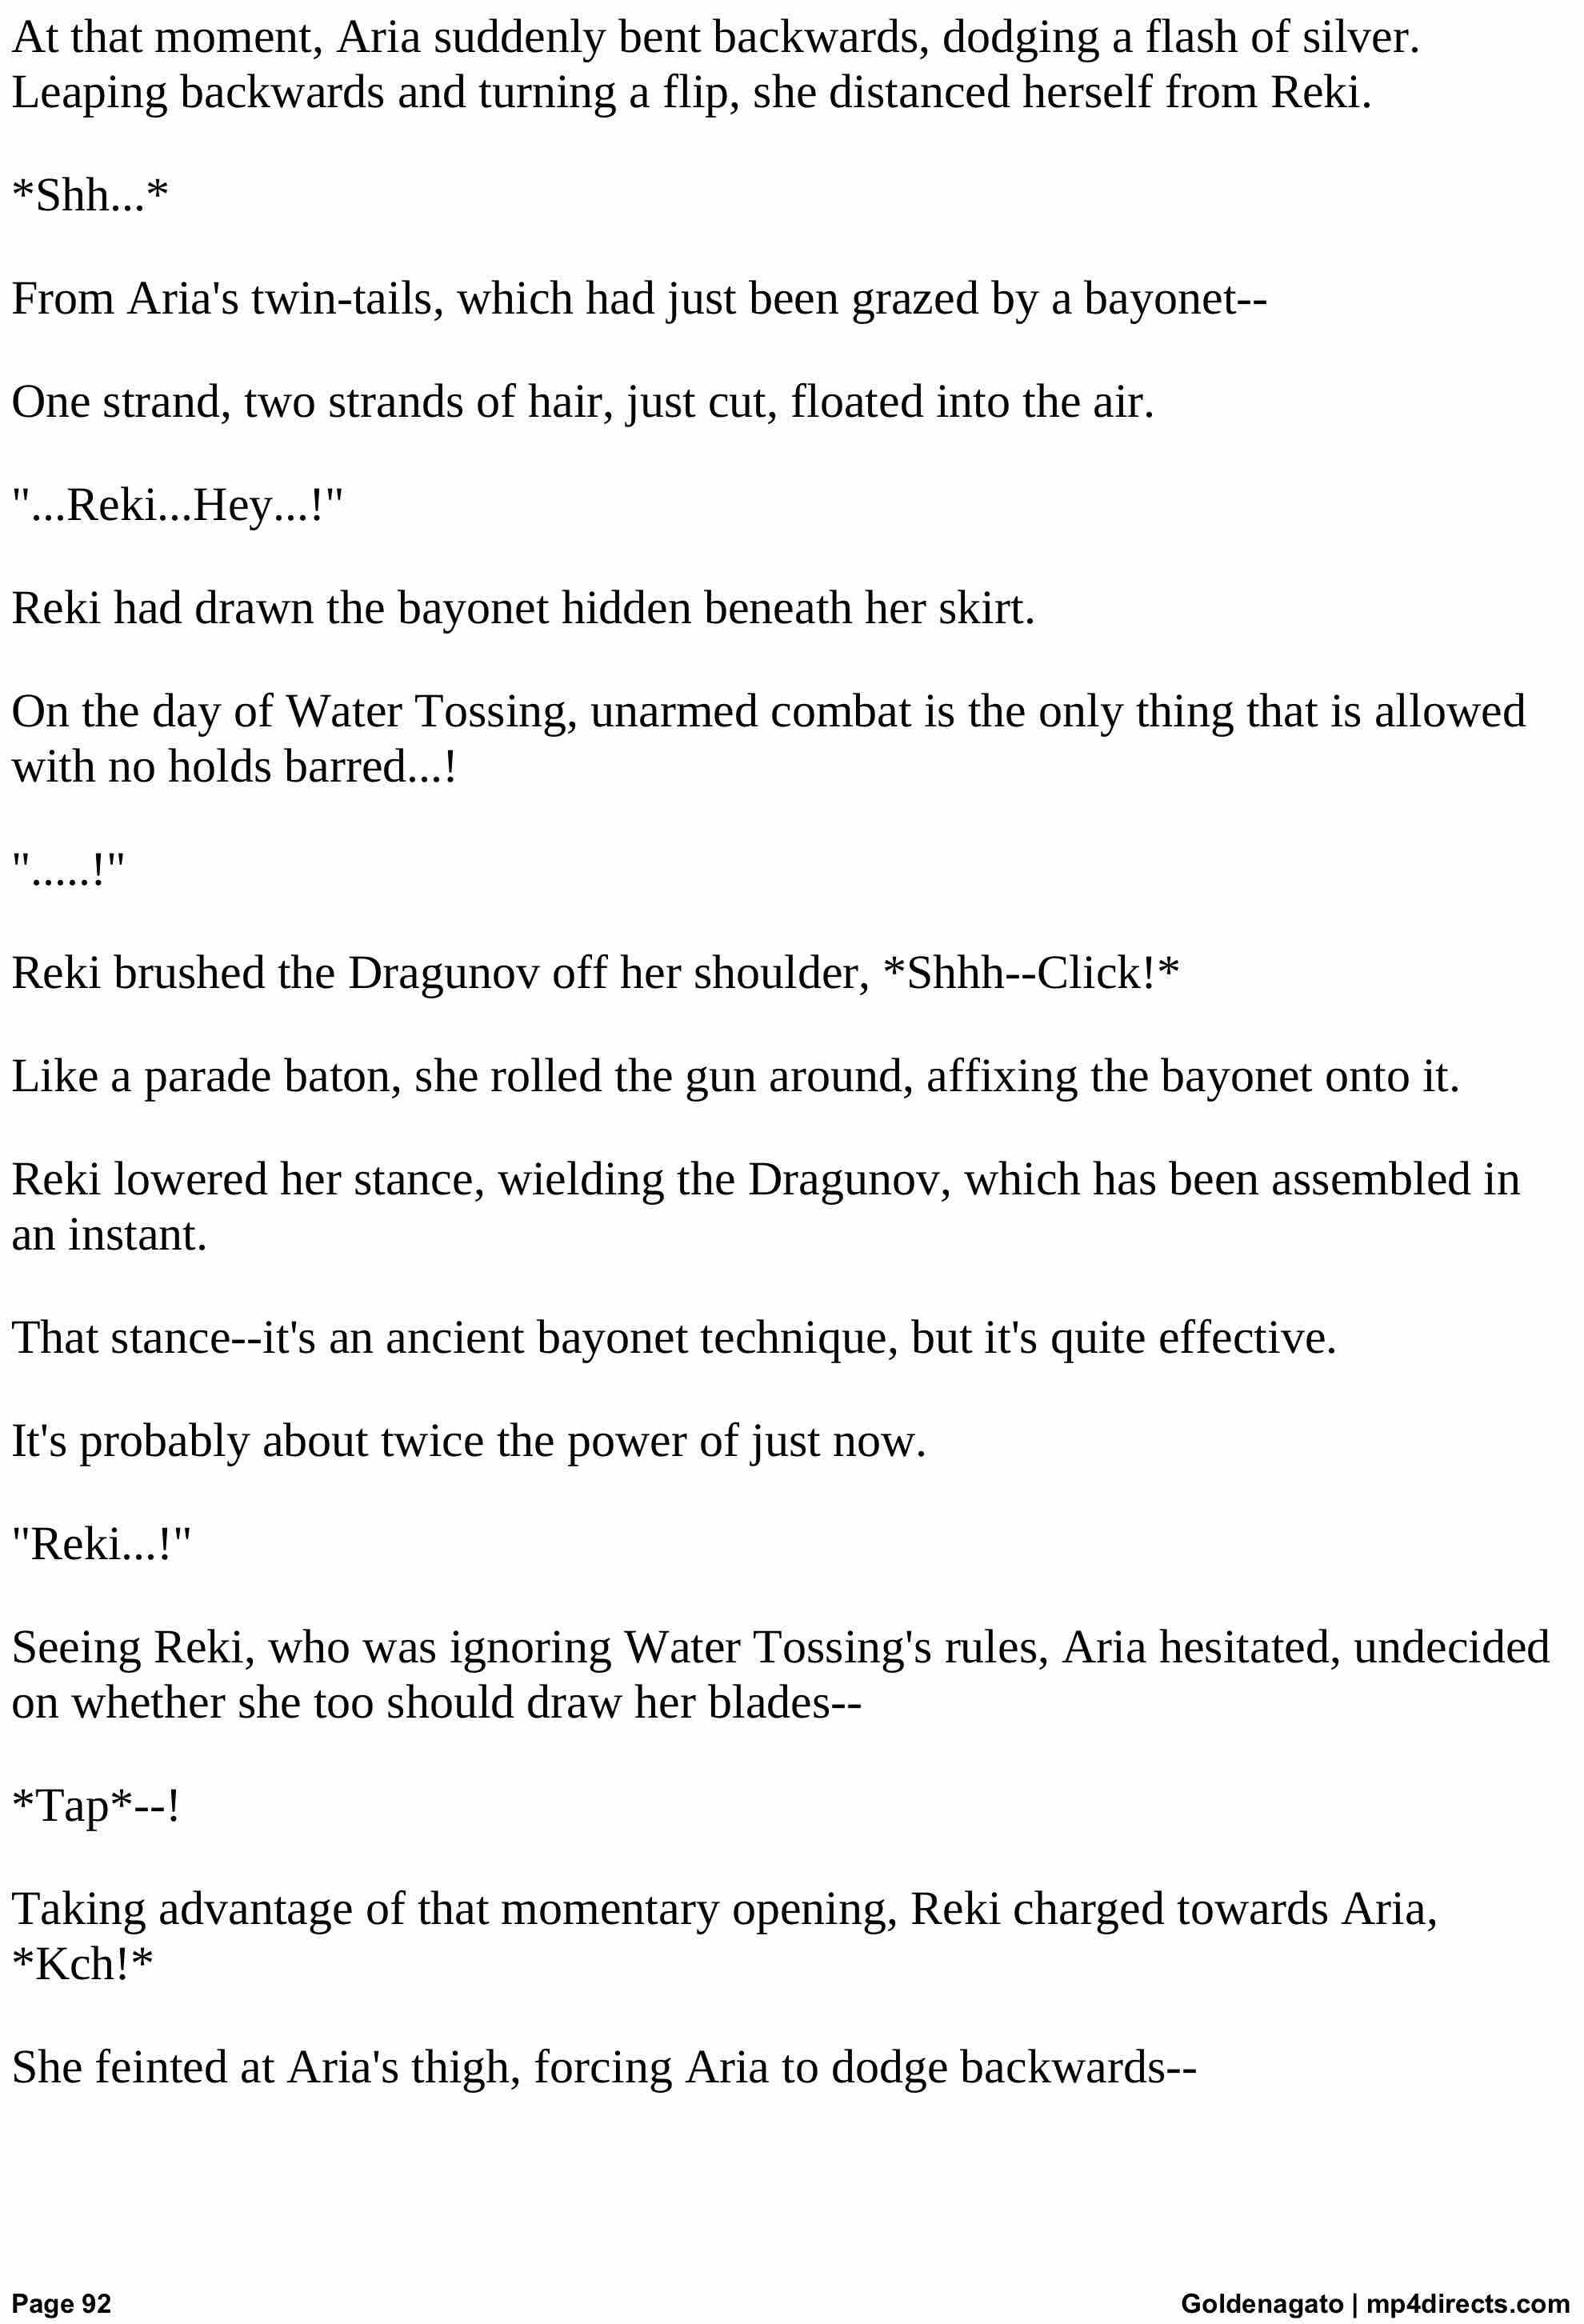 At that moment, Aria suddenly bent backwards, dodging a flash of silver.
Leaping backwards and turning a flip, she distanced herself from Reki.
*Shh...*
From Aria's twin-tails, which had just been grazed by a bayonet--
One strand, two strands of hair, just cut, floated into the air.
"...Reki...Hey...!"
Reki had drawn the bayonet hidden beneath her skirt.
On the day of Water Tossing, unarmed combat is the only thing that is allowed
with no holds barred...!
".....!"
Reki brushed the Dragunov off her shoulder, *Shhh--Click!*
Like a parade baton, she rolled the gun around, affixing the bayonet onto it.
Reki lowered her stance, wielding the Dragunov, which has been assembled in
an instant.
That stance--it's an ancient bayonet technique, but it's quite effective.
It's probably about twice the power of just now.
"Reki...!"
Seeing Reki, who was ignoring Water Tossing's rules, Aria hesitated, undecided
on whether she too should draw her blades--
*Tap*--!
Taking advantage of that momentary opening, Reki charged towards Aria,
*Kch!*
She feinted at Aria's thigh, forcing Aria to dodge backwards--
Page 92
Goldenagato | mp4directs.com